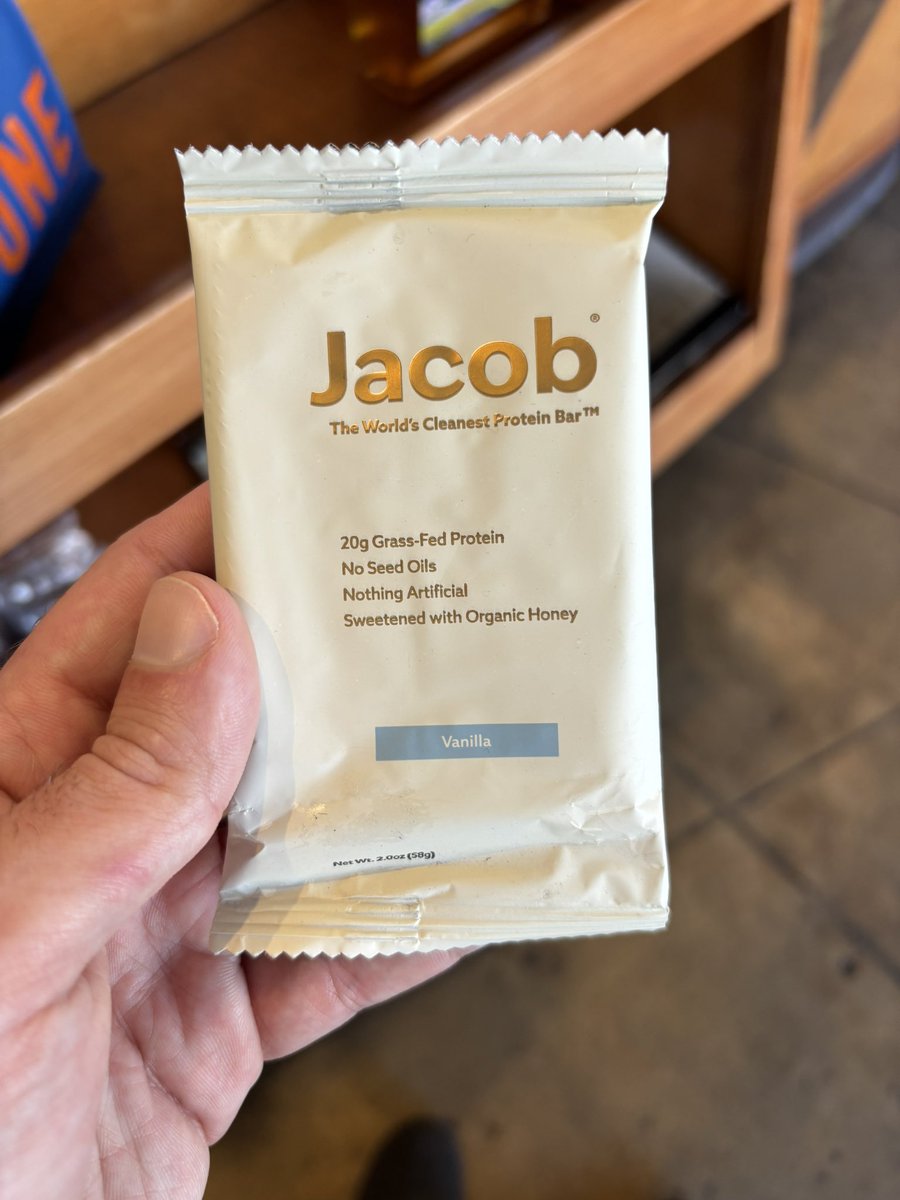 ONE
Jacob®
The World's Cleanest Protein Bar™
20g Grass-Fed Protein
No Seed Oils
Nothing Artificial
Sweetened with Organic Honey
Vanilla
Net Wt. 2.0oz (58g)